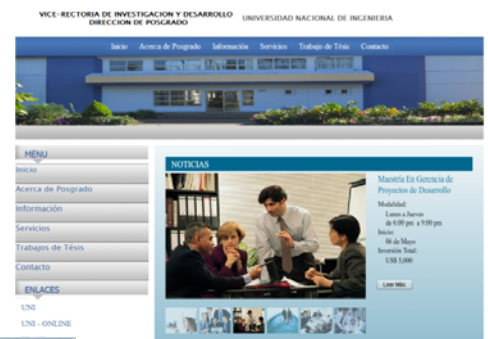 VICE-RECTORIA DE INVESTIGACION Y DESARROLLO
DIRECCION DE POSGRADO
UNIVERSIDAD NACIONAL DE INGENIERIA
Inicio Acerca de Posgrado Información Servicios Trabajo de Tésis Contacto
MENU
Inicio
Acerca de Posgrado
Información
Servicios
Trabajos de Tésis
Contacto
ENLACES
UNI
UNI - ONLINE
NOTICIAS
Maestría En Gerencia de
Proyectos de Desarrollo
Modalidad:
Lunes a Jueves
de 6:00 pm a 9:00 pm
Inicio:
06 de Mayo
Inversión Total:
US$ 5,000
Leer Más